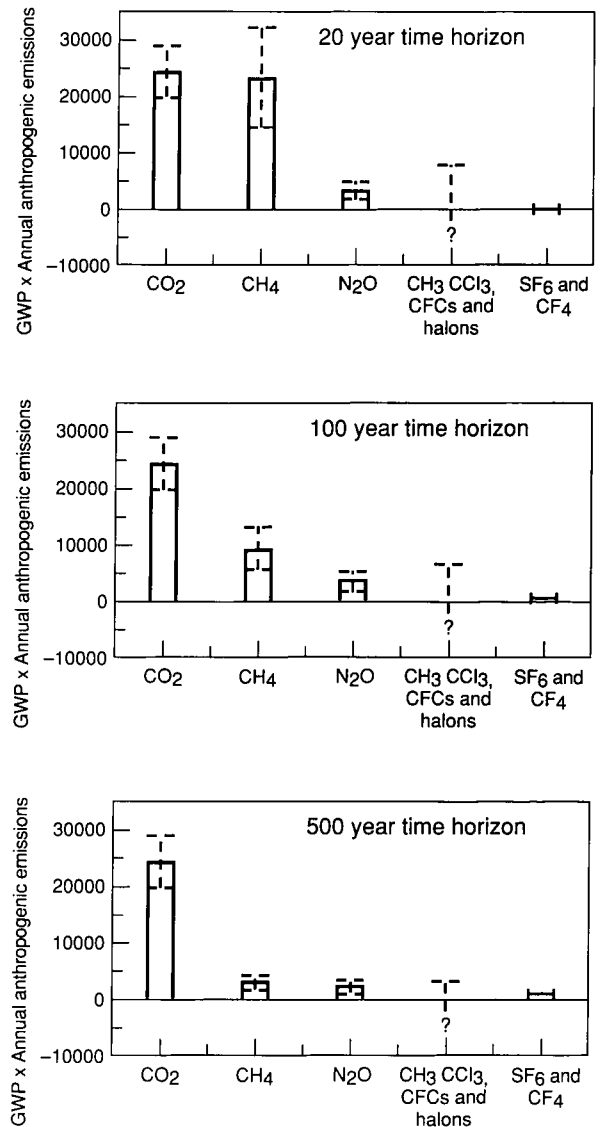 GWP x Annual anthropogenic emissions
20 year time horizon
30000
20000
10000
0
−10000
?
CO2
CH4
N2O
CH3 CCl3,
CFCs and
halons
SF6 and
CF4
GWP x Annual anthropogenic emissions
100 year time horizon
30000
20000
10000
0
−10000
?
CO2
CH4
N2O
CH3 CCl3,
CFCs and
halons
SF6 and
CF4
GWP x Annual anthropogenic emissions
500 year time horizon
30000
20000
10000
0
−10000
?
CO2
CH4
N2O
CH3 CCl3,
CFCs and
halons
SF6 and
CF4